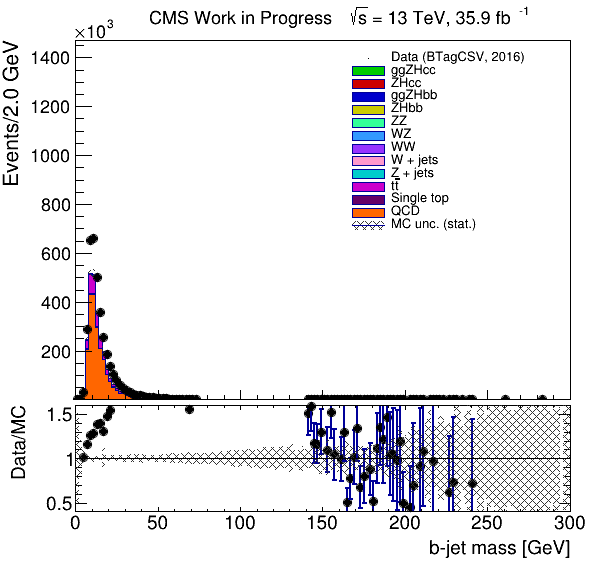 CMS Work in Progress √s = 13 TeV, 35.9 fb⁻¹
×10³
Events/2.0 GeV
1400
1200
1000
800
600
400
200
Data (BTagCSV, 2016)
ggZHcc
ZHcc
ggZHbb
ZHbb
ZZ
WZ
WW
W + jets
Z + jets
tt̅
Single top
QCD
MC unc. (stat.)
Data/MC
1.5
1
0.5
0 50 100 150 200 250 300
b-jet mass [GeV]